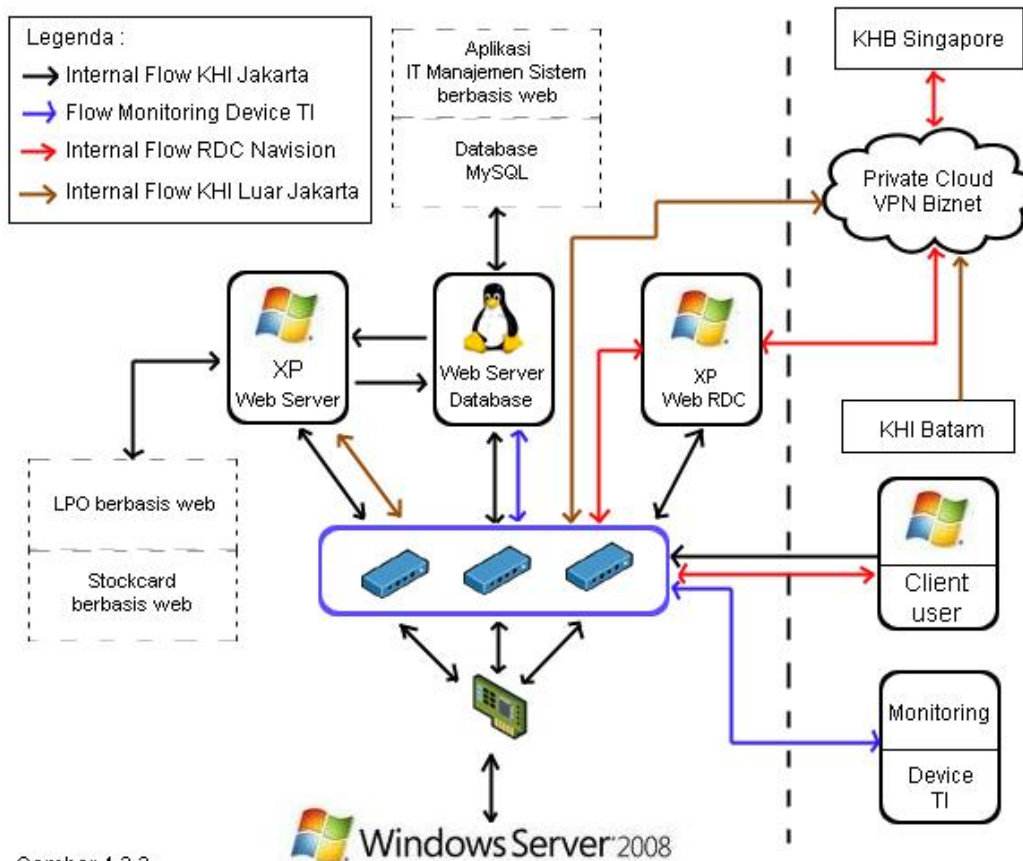 Legenda :
Internal Flow KHI Jakarta
Flow Monitoring Device TI
Internal Flow RDC Navision
Internal Flow KHI Luar Jakarta
Aplikasi
IT Manajemen Sistem
berbasis web
Database
MySQL
KHB Singapore
Private Cloud
VPN Biznet
XP
Web Server
Web Server
Database
XP
Web RDC
KHI Batam
LPO berbasis web
Stockcard
berbasis web
Client
user
Monitoring
Device
TI
Windows Server 2008